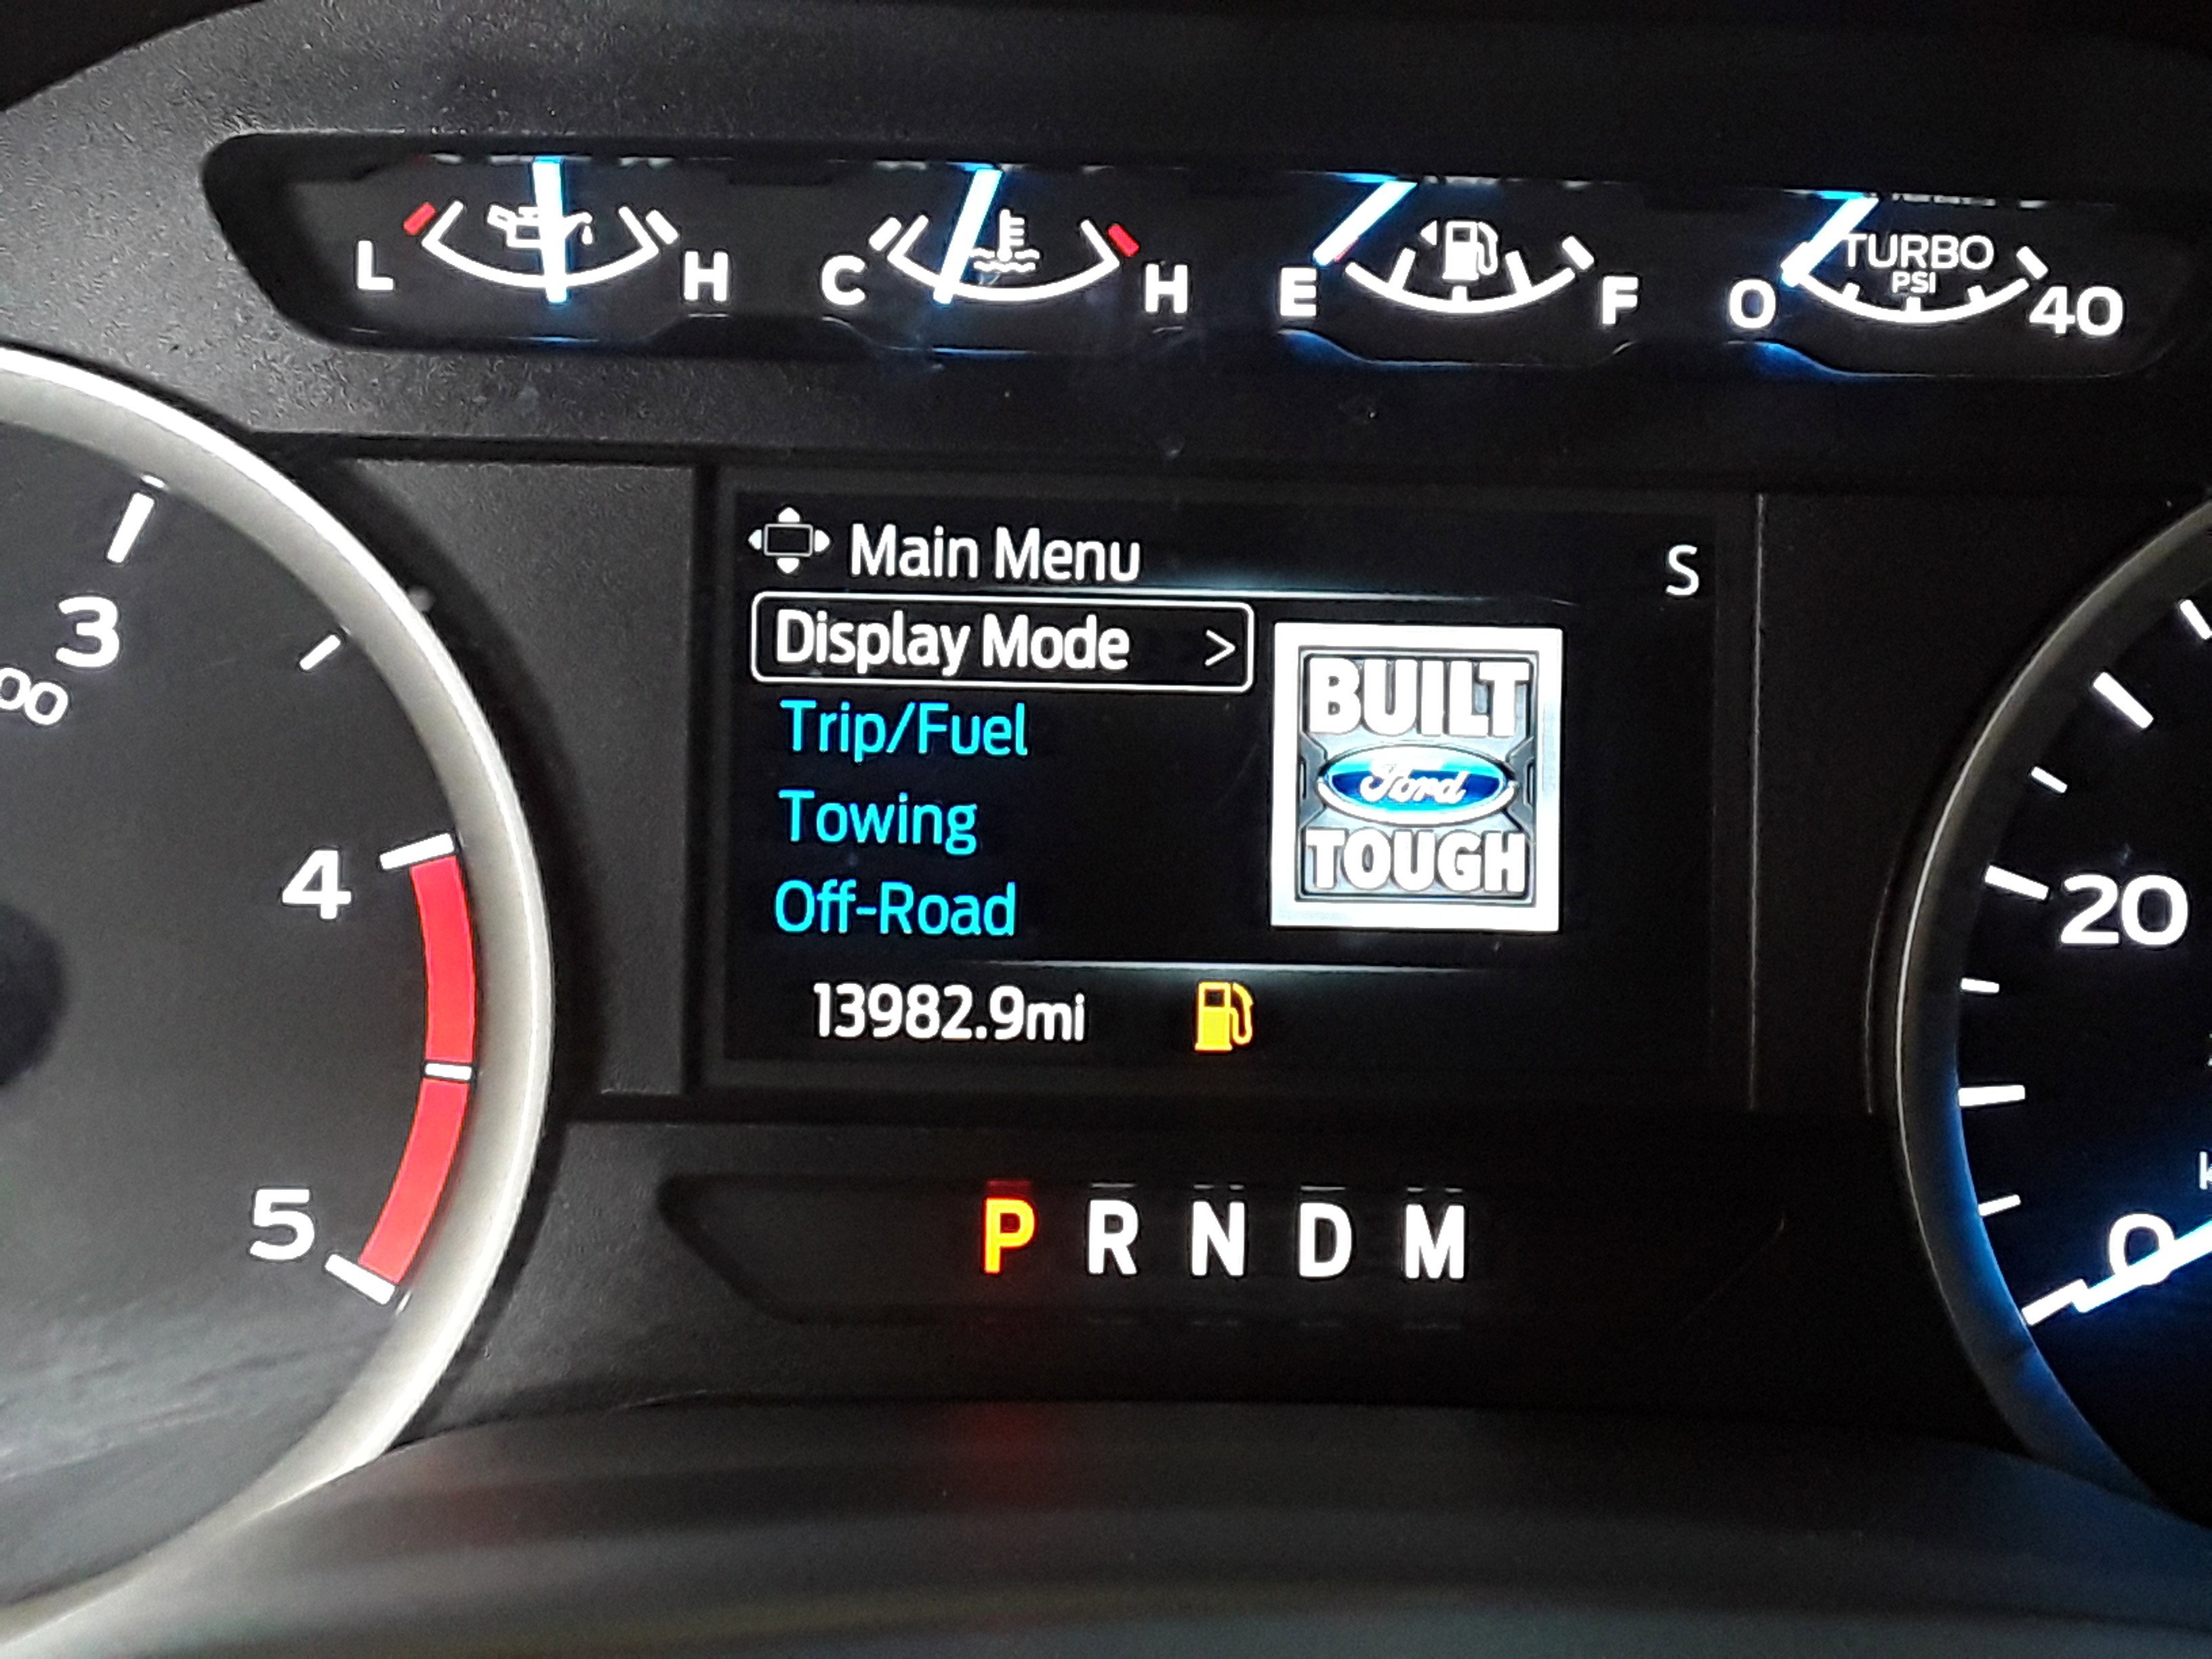 L H C H E F O TURBO PSI 40
Main Menu S
Display Mode >
Trip/Fuel
Towing
Off-Road
BUILT
Ford
TOUGH
13982.9mi
P R N D M
3
00
4
5
20
0